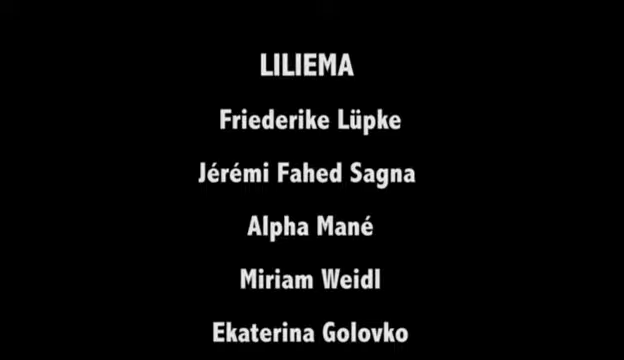 LILIEMA
Friederike Lüpke
Jérémi Fahed Sagna
Alpha Mané
Miriam Weidl
Ekaterina Golovko